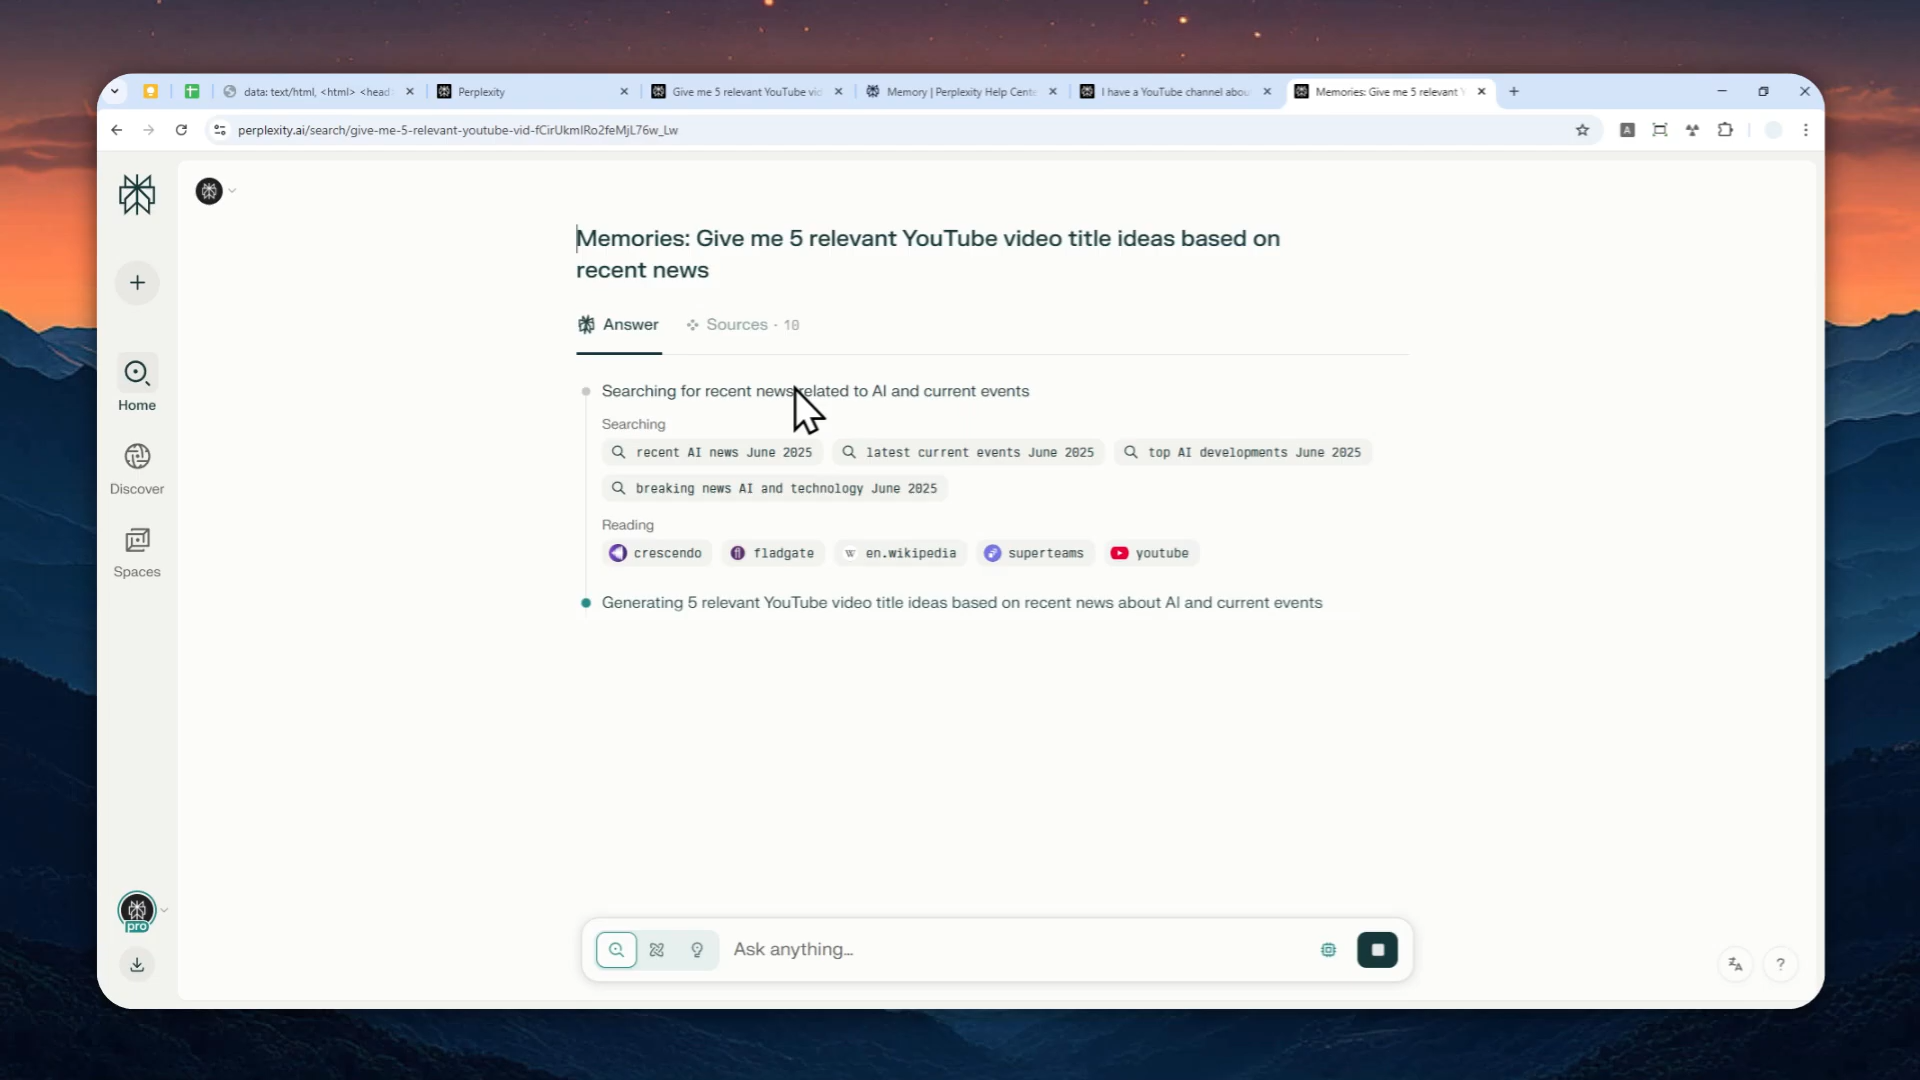 data: text/html, <html> <head
Perplexity
Give me 5 relevant YouTube vid
Memory | Perplexity Help Cente
I have a YouTube channel abou
Memories: Give me 5 relevant Y
perplexity.ai/search/give-me-5-relevant-youtube-vid-fCirUkmIRo2feMjL76w_Lw
A
Memories: Give me 5 relevant YouTube video title ideas based on
recent news
Answer
Sources · 10
Searching for recent news related to AI and current events
Searching
recent AI news June 2025
latest current events June 2025
top AI developments June 2025
breaking news AI and technology June 2025
Reading
crescendo
fladgate
W en.wikipedia
superteams
youtube
Generating 5 relevant YouTube video title ideas based on recent news about AI and current events
Home
Discover
Spaces
pro
Ask anything...
?